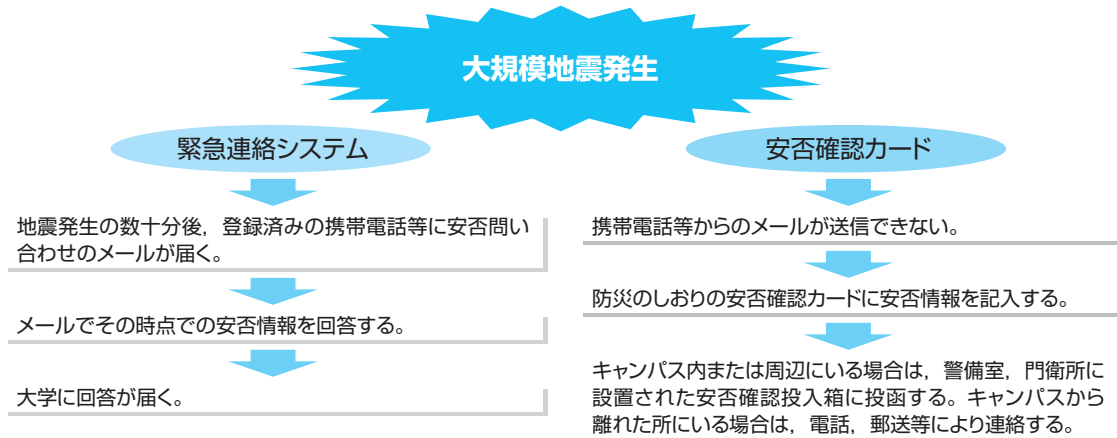 大規模地震発生
緊急連絡システム
地震発生の数十分後，登録済みの携帯電話等に安否問い
合わせのメールが届く。
メールでその時点での安否情報を回答する。
大学に回答が届く。
安否確認カード
携帯電話等からのメールが送信できない。
防災のしおりの安否確認カードに安否情報を記入する。
キャンパス内または周辺にいる場合は，警備室，門衛所に
設置された安否確認投入箱に投函する。キャンパスから
離れた所にいる場合は，電話，郵送等により連絡する。